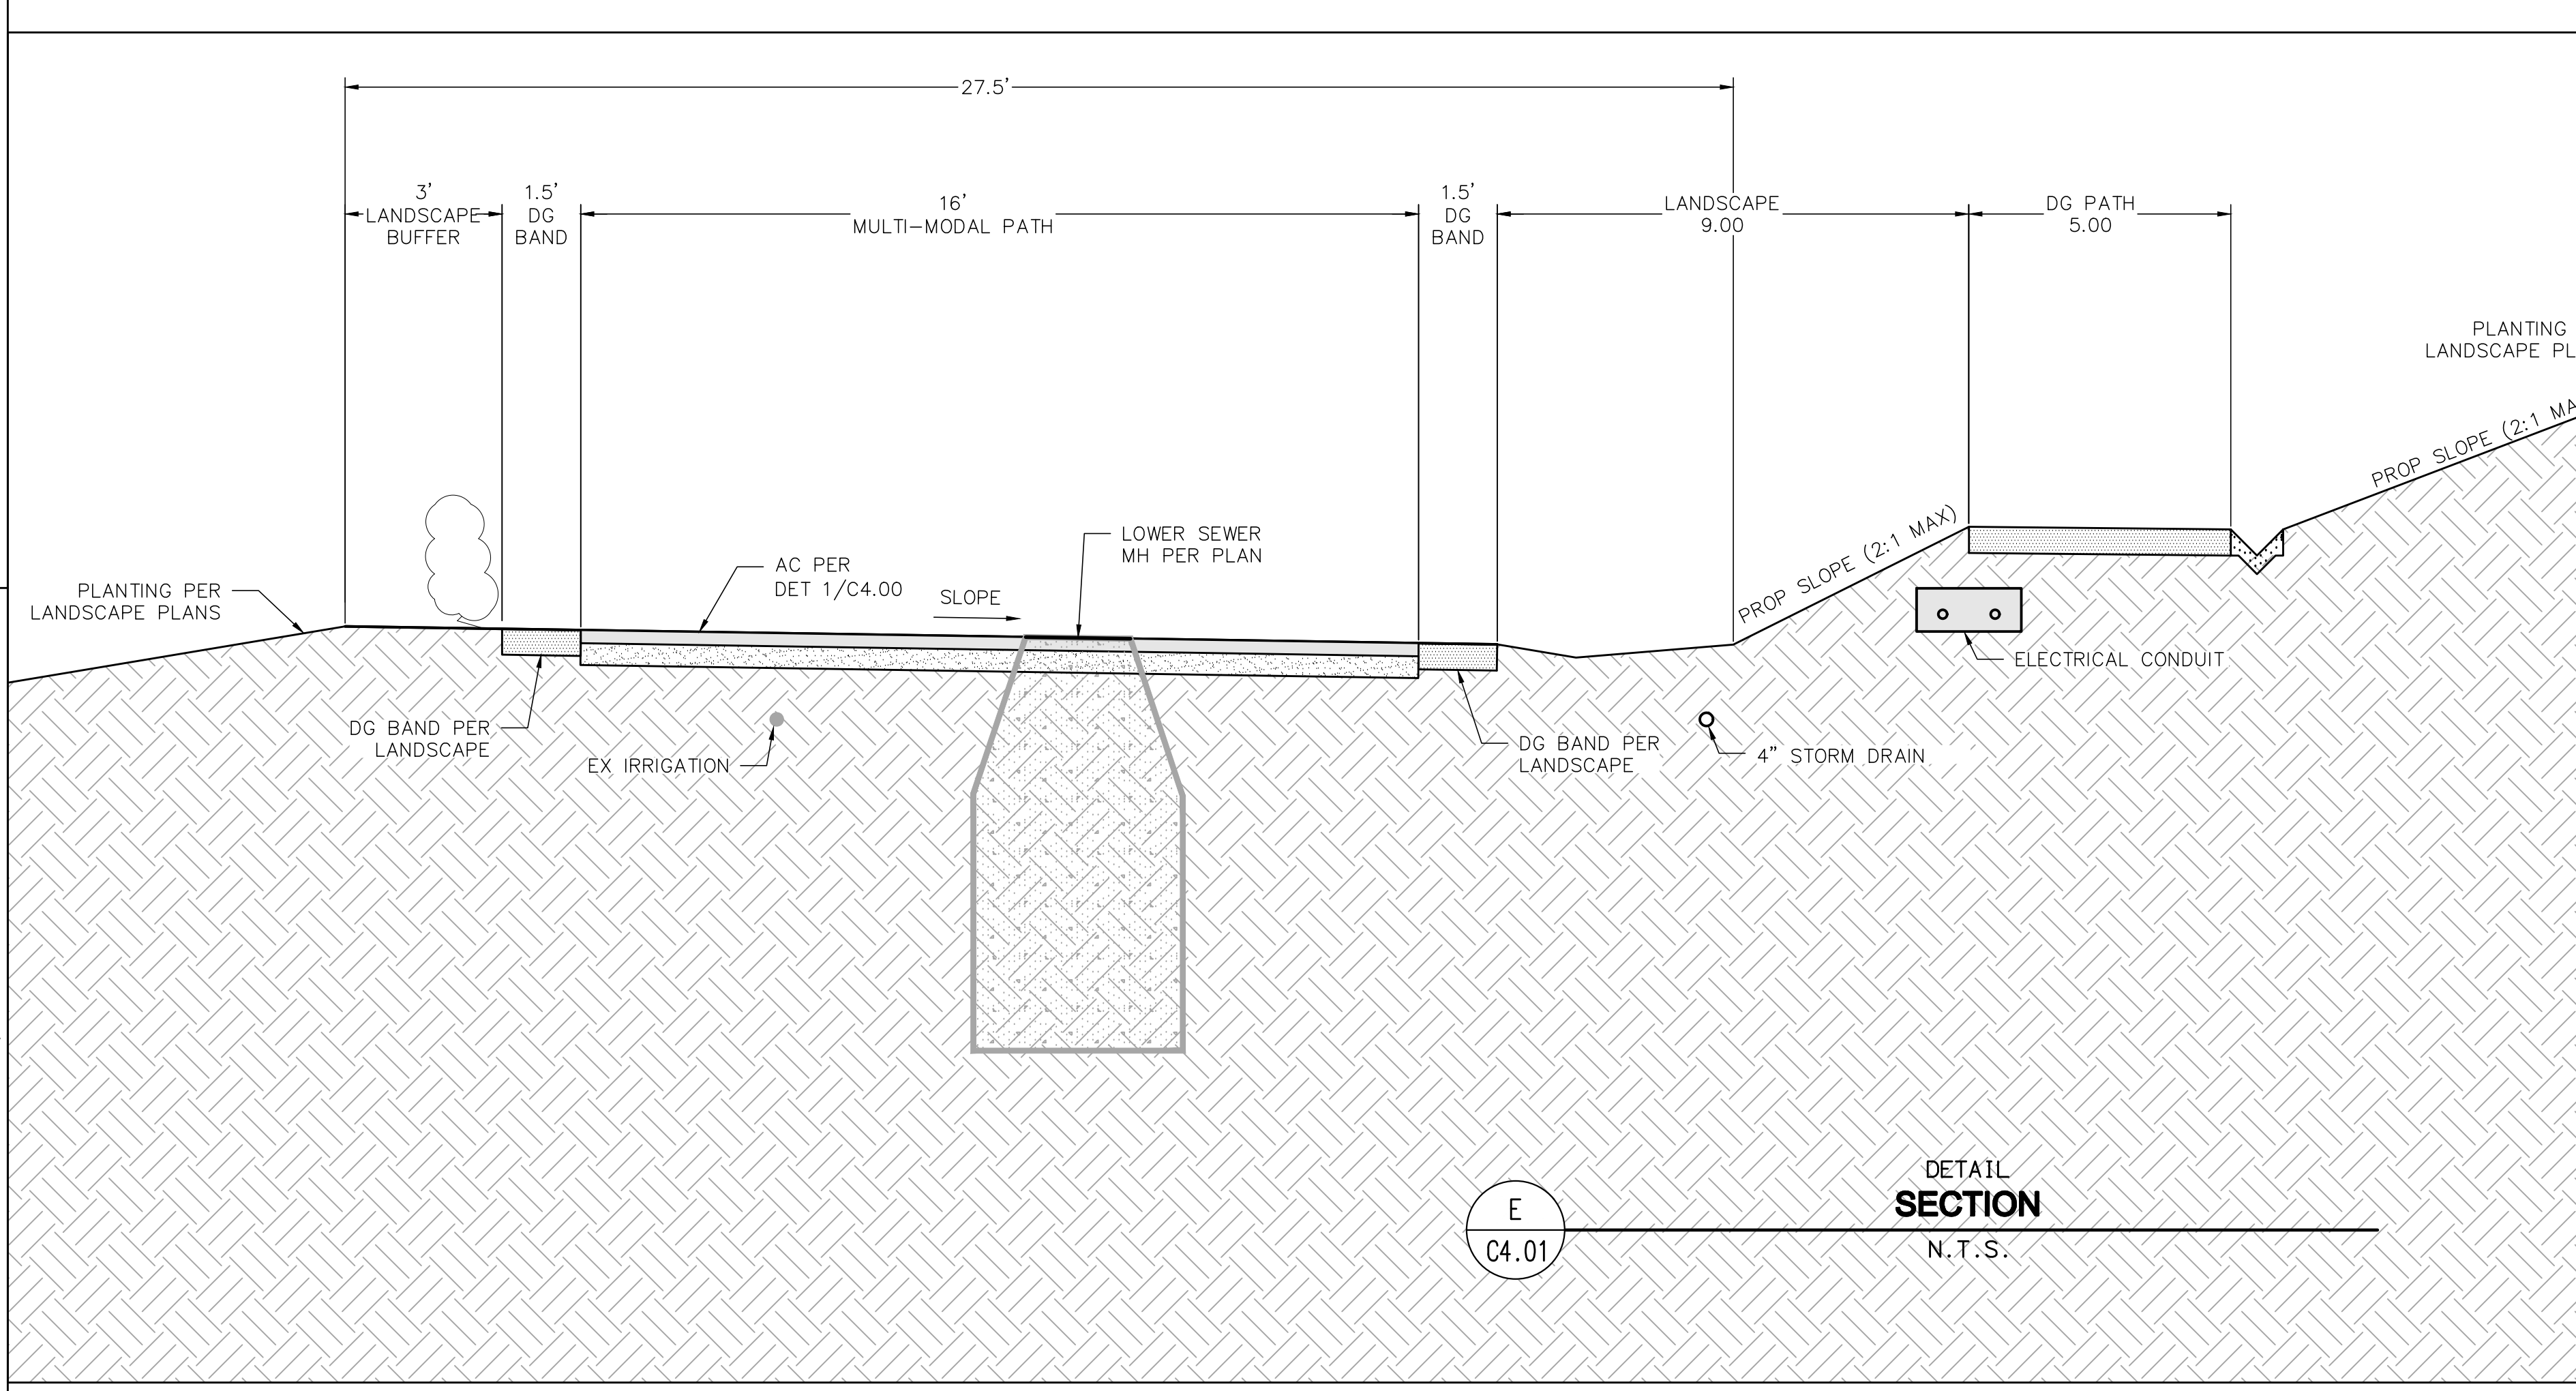 27.5'
3'
LANDSCAPE
BUFFER
1.5'
DG
BAND
16'
MULTI-MODAL PATH
1.5'
DG
BAND
LANDSCAPE
9.00
DG PATH
5.00
PLANTING
LANDSCAPE PL
PROP SLOPE (2:1 MA
PROP SLOPE (2:1 MAX)
LOWER SEWER
MH PER PLAN
AC PER
DET 1/C4.00
SLOPE
PLANTING PER
LANDSCAPE PLANS
ELECTRICAL CONDUIT
DG BAND PER
LANDSCAPE
EX IRRIGATION
DG BAND PER
LANDSCAPE
4" STORM DRAIN
E
C4.01
DETAIL
SECTION
N.T.S.